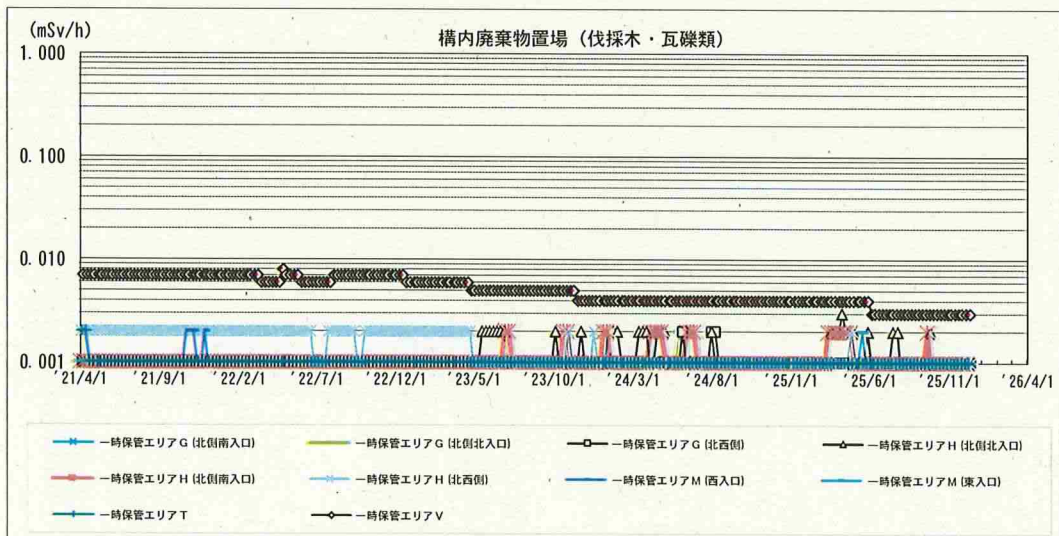 (mSv/h)
構内廃棄物置場 (伐採木・瓦礫類)
1.000
0.100
0.010
0.001
'21/4/1 '21/9/1 '22/2/1 '22/7/1 '22/12/1 '23/5/1 '23/10/1 '24/3/1 '24/8/1 '25/1/1 '25/6/1 '25/11/1 '26/4/1
一時保管エリアG (北側南入口) 一時保管エリアG (北側北入口) 一時保管エリアG (北西側) 一時保管エリアH (北側北入口)
一時保管エリアH (北側南入口) 一時保管エリアH (北西側) 一時保管エリアM (西入口) 一時保管エリアM (東入口)
一時保管エリアT 一時保管エリアV